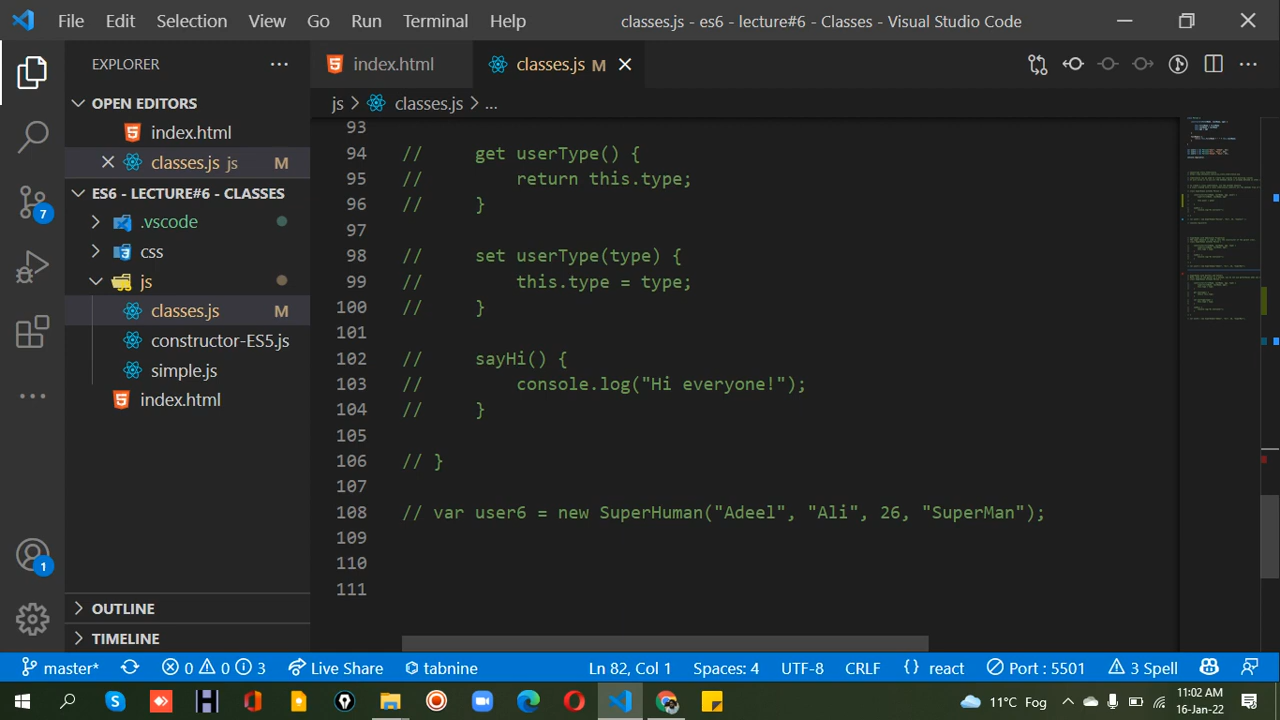 File Edit Selection View Go Run Terminal Help
classes.js - es6 - lecture#6 - Classes - Visual Studio Code
EXPLORER
OPEN EDITORS
index.html
classes.js js M
ES6 - LECTURE#6 - CLASSES
.vscode
css
js
classes.js M
constructor-ES5.js
simple.js
index.html
OUTLINE
TIMELINE
7
1
index.html
classes.js M
js > classes.js > ...
93
94 // get userType() {
95 // return this.type;
96 // }
97
98 // set userType(type) {
99 // this.type = type;
100 // }
101
102 // sayHi() {
103 // console.log("Hi everyone!");
104 // }
105
106 // }
107
108 // var user6 = new SuperHuman("Adeel", "Ali", 26, "SuperMan");
109
110
111
master* 0 0 3 Live Share tabnine Ln 82, Col 1 Spaces: 4 UTF-8 CRLF {} react Port : 5501 3 Spell
11°C Fog
11:02 AM
16-Jan-22